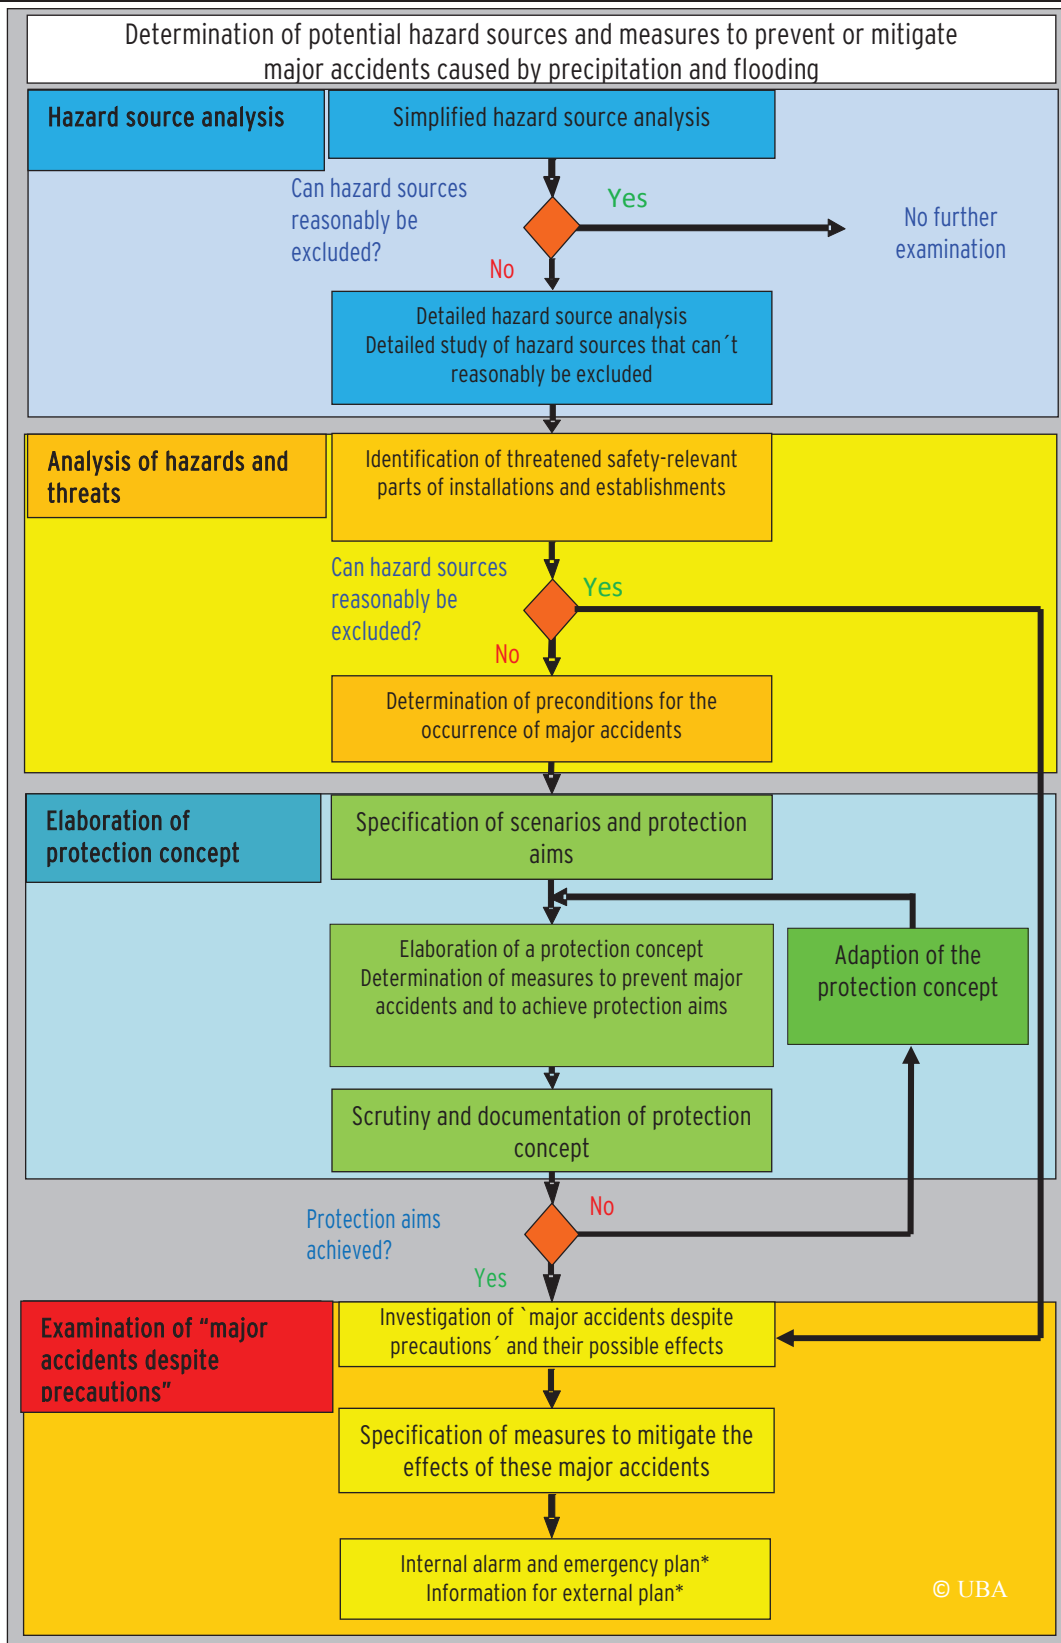 Determination of potential hazard sources and measures to prevent or mitigate
major accidents caused by precipitation and flooding
Hazard source analysis
Simplified hazard source analysis
Can hazard sources
reasonably be
excluded?
Yes
No further
examination
No
Detailed hazard source analysis
Detailed study of hazard sources that can´t
reasonably be excluded
Analysis of hazards and
threats
Identification of threatened safety-relevant
parts of installations and establishments
Can hazard sources
reasonably be
excluded?
Yes
No
Determination of preconditions for the
occurrence of major accidents
Elaboration of
protection concept
Specification of scenarios and protection
aims
Elaboration of a protection concept
Determination of measures to prevent major
accidents and to achieve protection aims
Adaption of the
protection concept
Scrutiny and documentation of protection
concept
Protection aims
achieved?
No
Yes
Examination of “major
accidents despite
precautions”
Investigation of `major accidents despite
precautions´ and their possible effects
Specification of measures to mitigate the
effects of these major accidents
Internal alarm and emergency plan*
Information for external plan*
© UBA